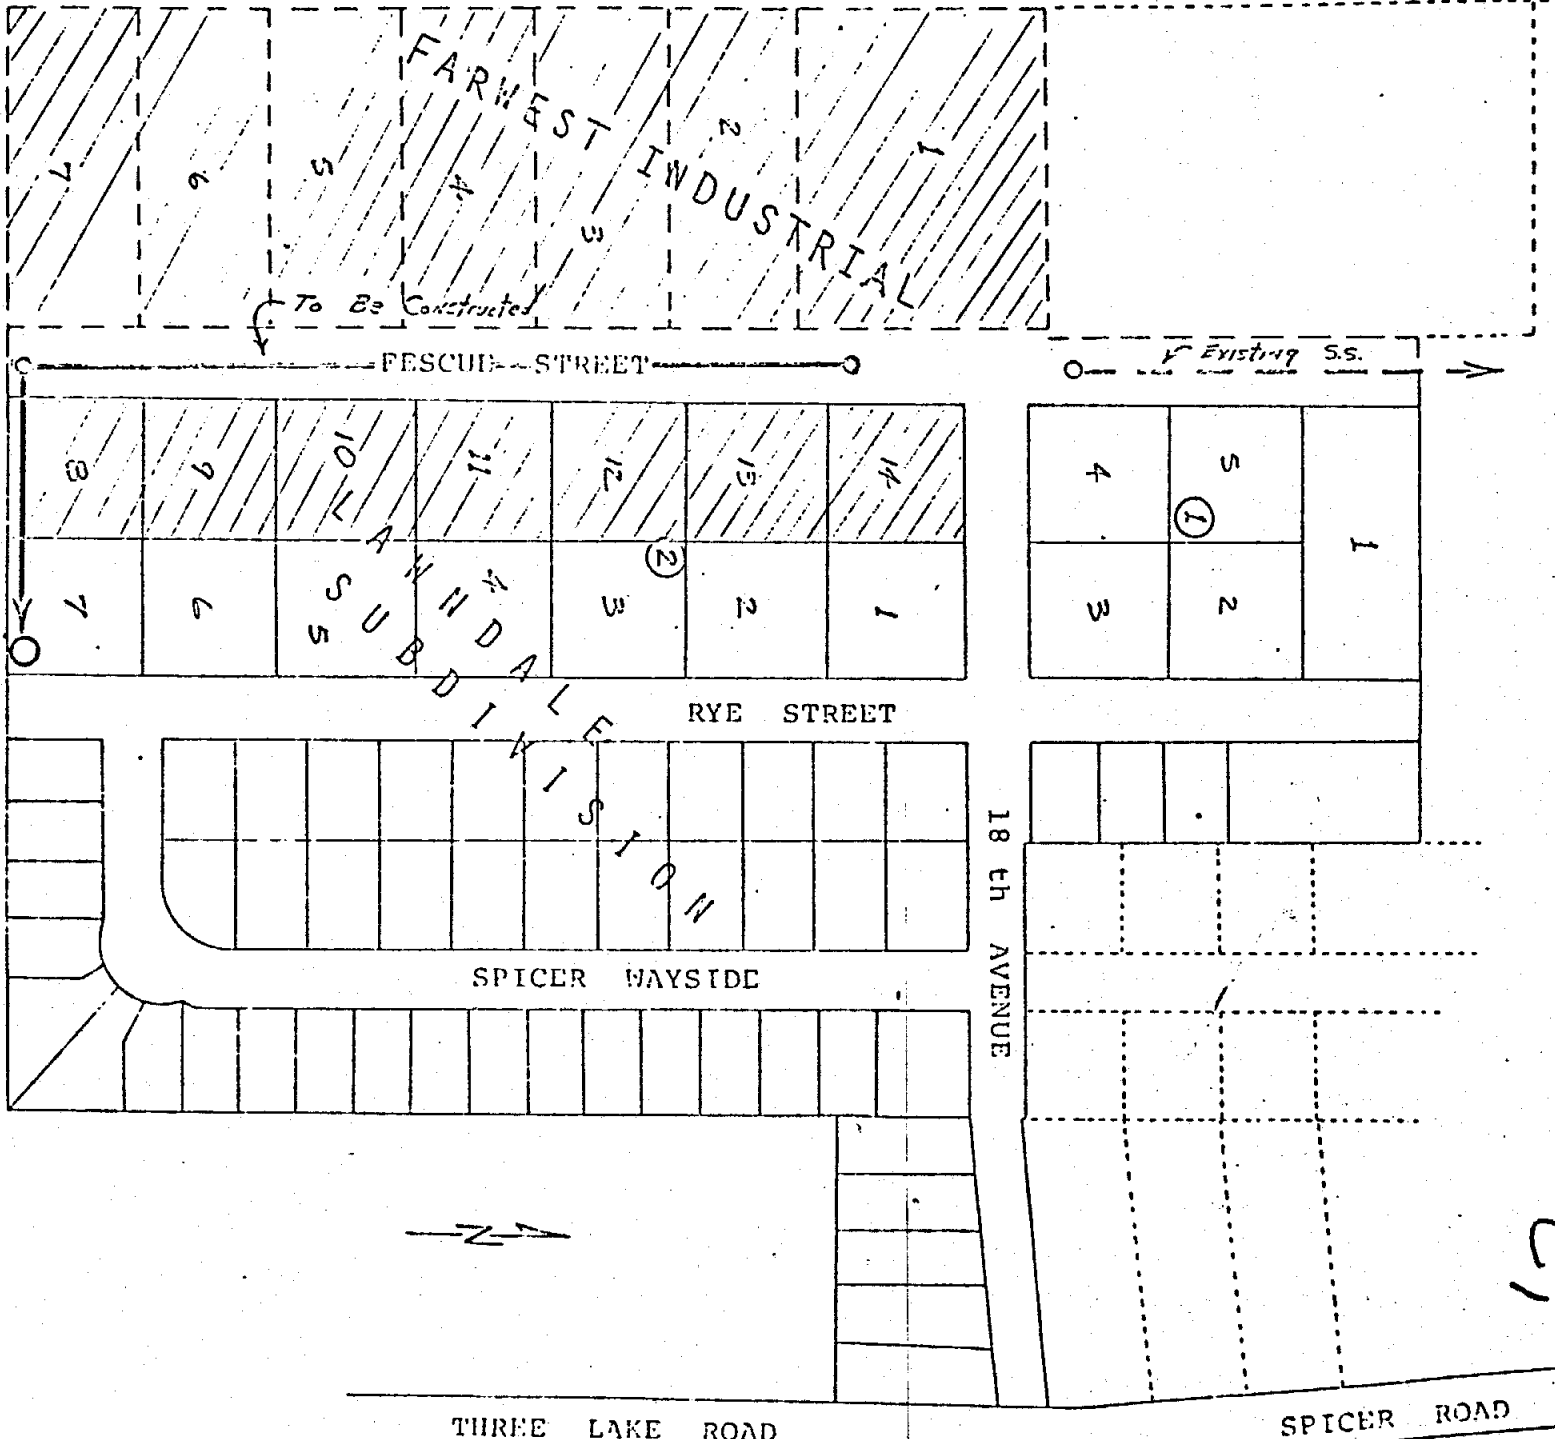 FARWEST INDUSTRIAL
7
6
5
4
3
2
1
To Be Constructed
FESCUE STREET
Existing S.S.
8
9
10
11
12
13
14
4
5
1
1
LAWNDALE
SUBDIVISION
2
7
6
5
4
3
2
1
3
2
RYE STREET
18 th AVENUE
SPICER WAYSIDE
N
THREE LAKE ROAD
SPICER ROAD